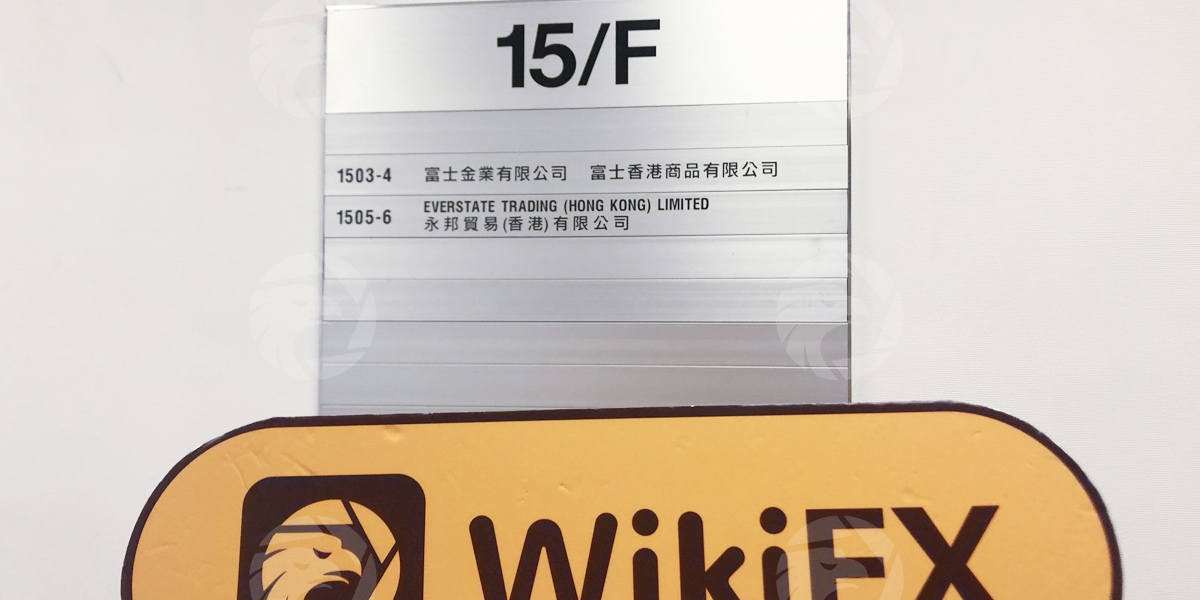 15/F
1503-4 富士金業有限公司 富士香港商品有限公司
1505-6 EVERSTATE TRADING (HONG KONG) LIMITED
永邦貿易(香港)有限公司
WikiFX